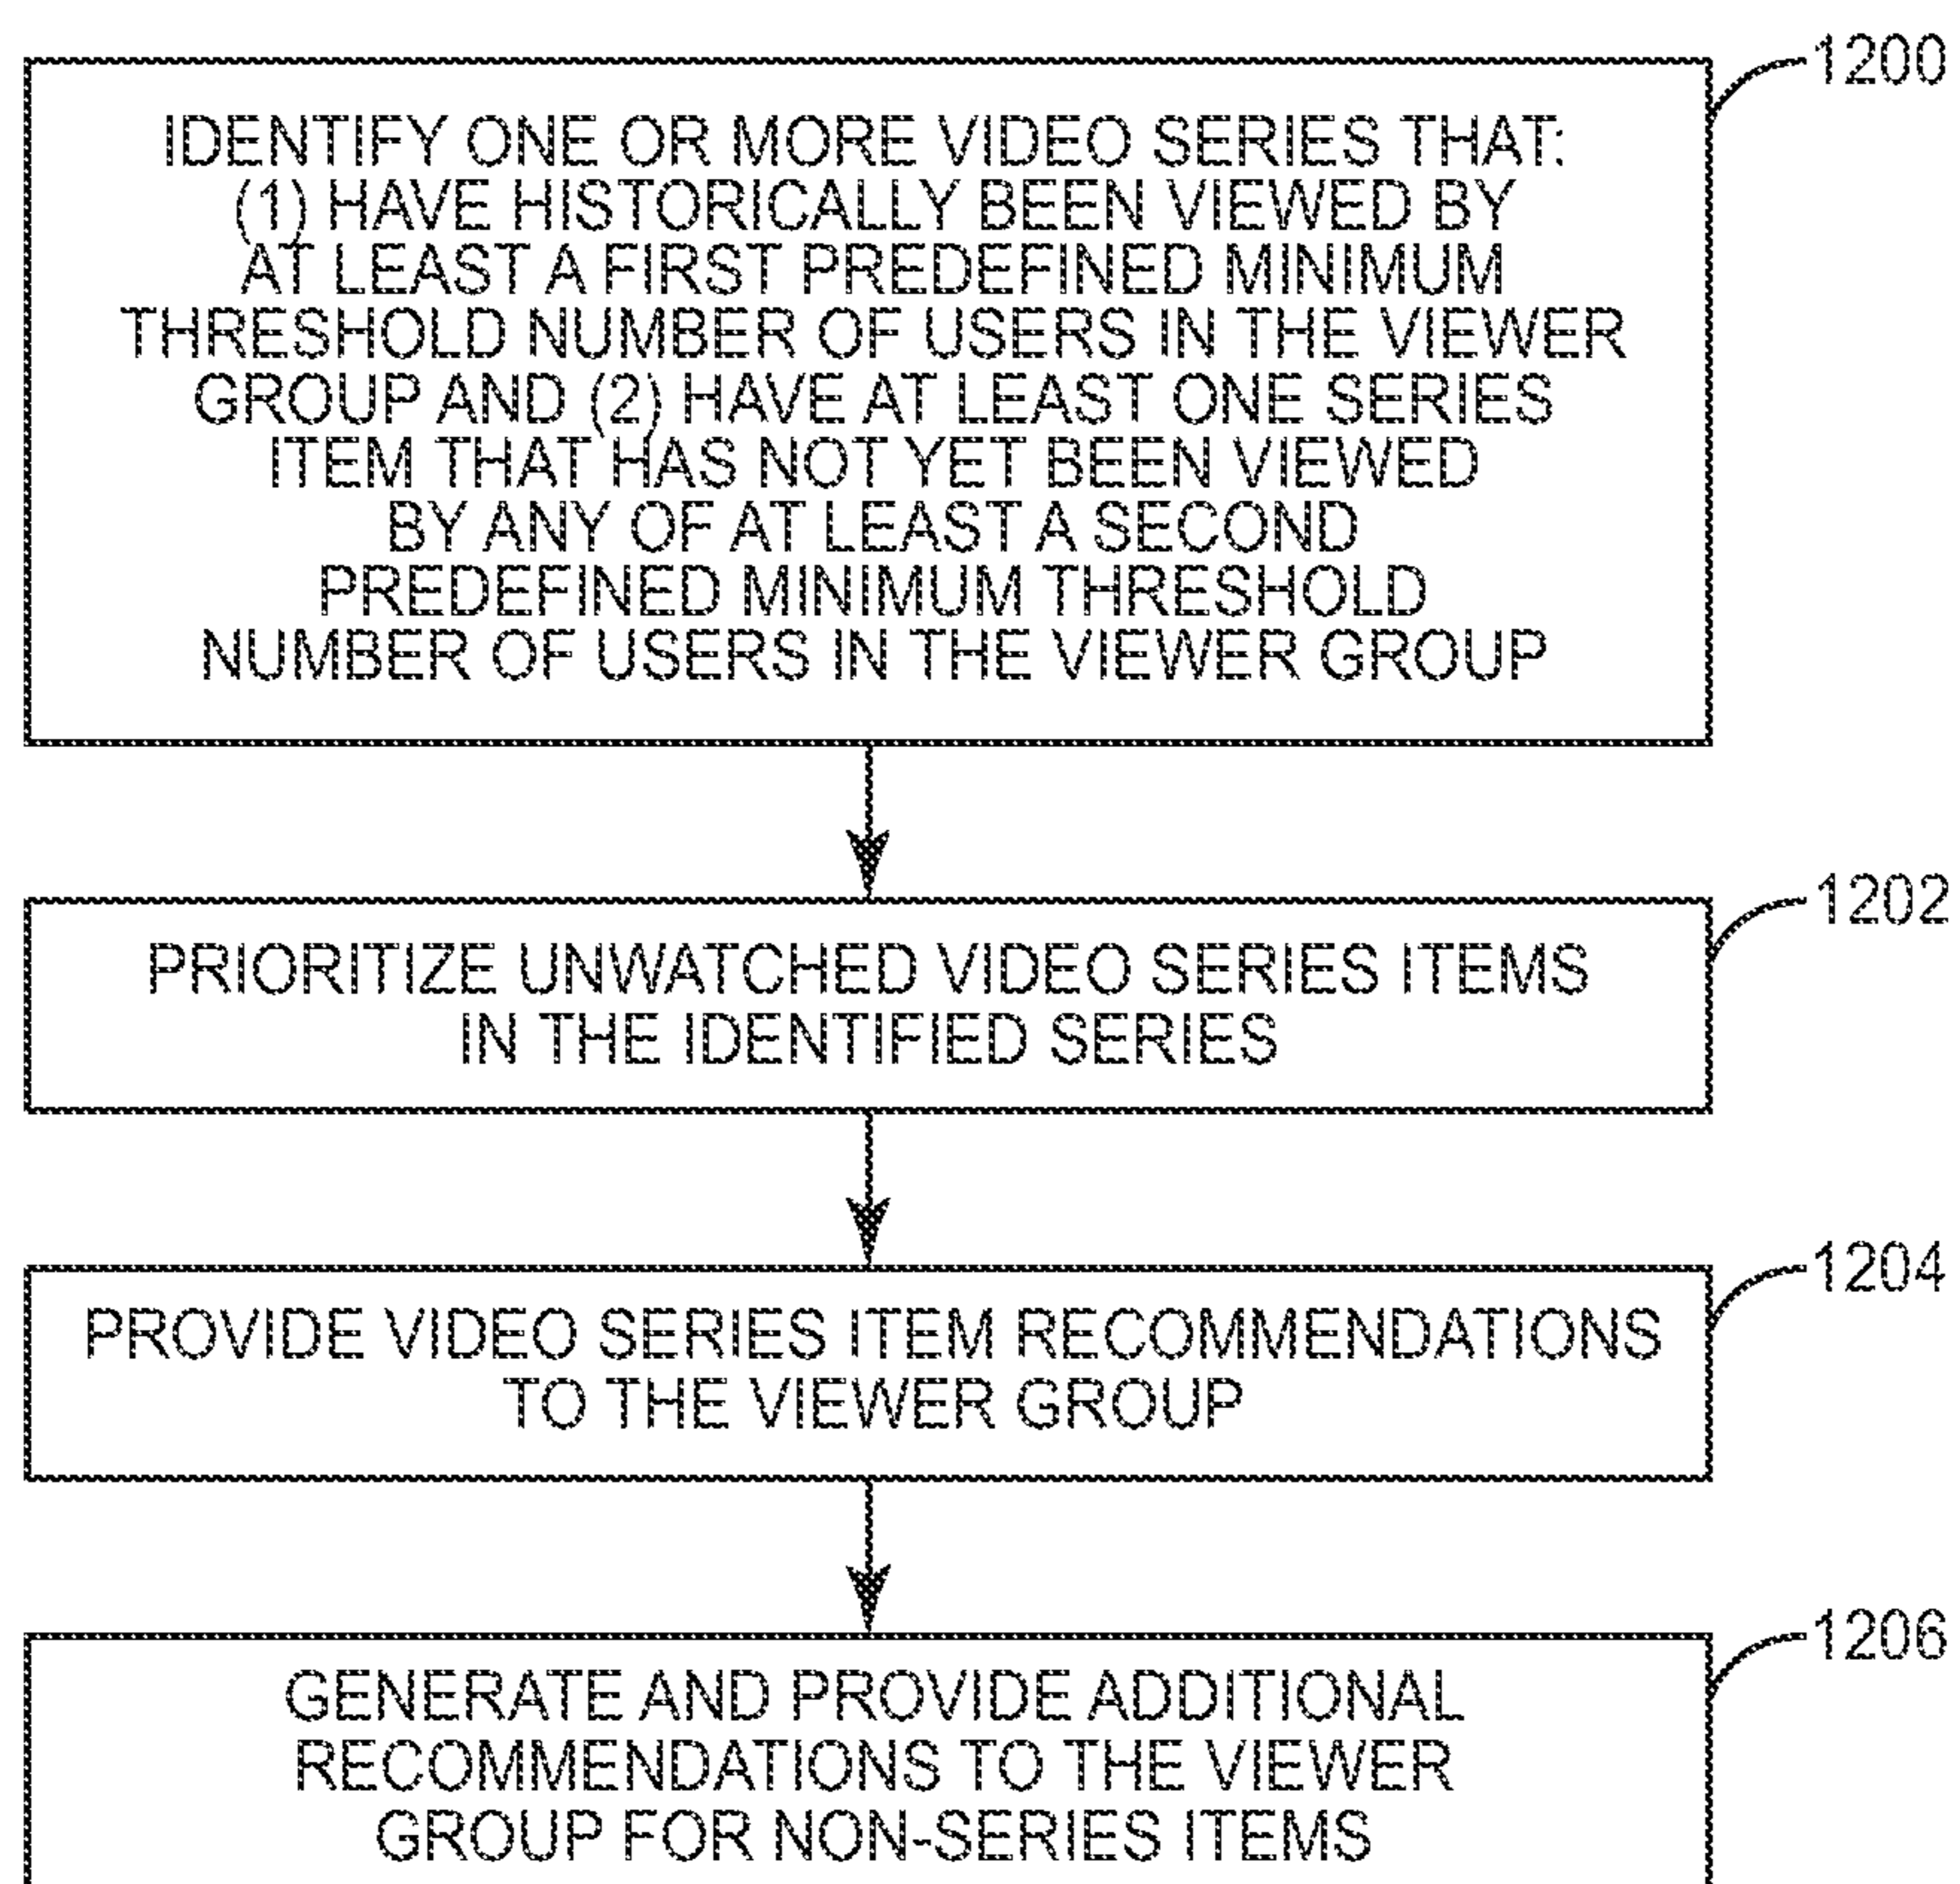 1200
IDENTIFY ONE OR MORE VIDEO SERIES THAT:
(1) HAVE HISTORICALLY BEEN VIEWED BY
AT LEAST A FIRST PREDEFINED MINIMUM
THRESHOLD NUMBER OF USERS IN THE VIEWER
GROUP AND (2) HAVE AT LEAST ONE SERIES
ITEM THAT HAS NOT YET BEEN VIEWED
BY ANY OF AT LEAST A SECOND
PREDEFINED MINIMUM THRESHOLD
NUMBER OF USERS IN THE VIEWER GROUP
1202
PRIORITIZE UNWATCHED VIDEO SERIES ITEMS
IN THE IDENTIFIED SERIES
1204
PROVIDE VIDEO SERIES ITEM RECOMMENDATIONS
TO THE VIEWER GROUP
1206
GENERATE AND PROVIDE ADDITIONAL
RECOMMENDATIONS TO THE VIEWER
GROUP FOR NON-SERIES ITEMS